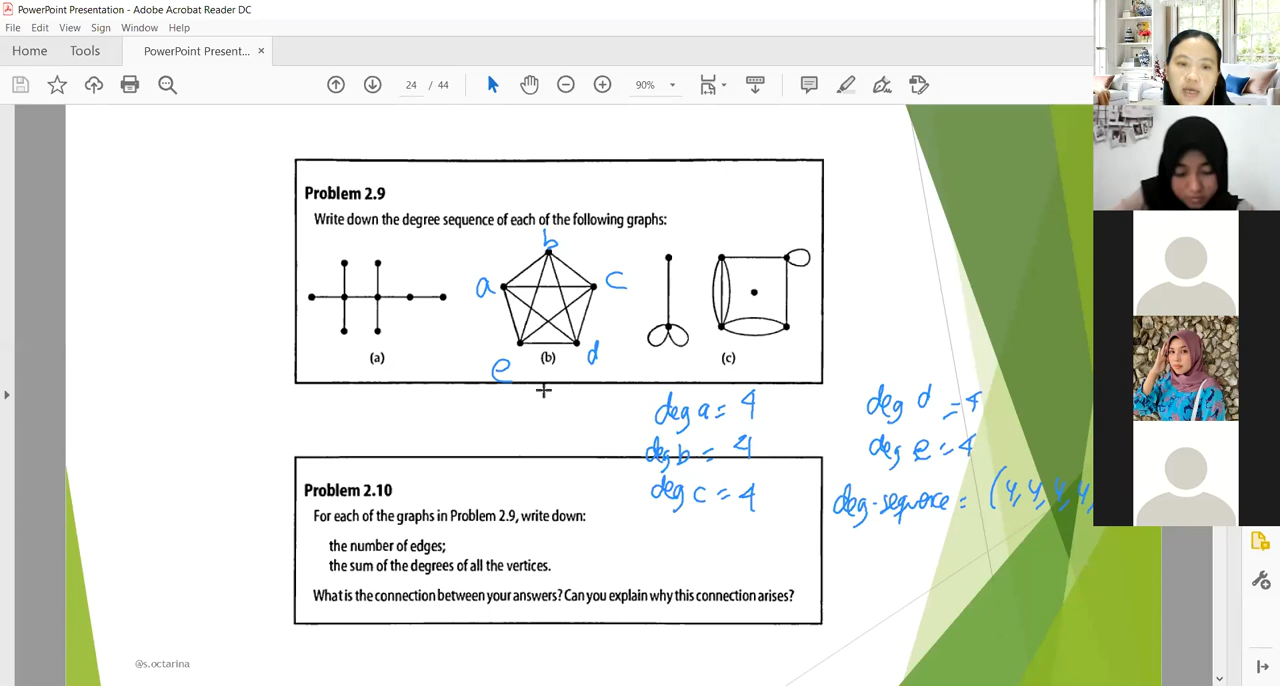 PowerPoint Presentation - Adobe Acrobat Reader DC
File Edit View Sign Window Help
Home Tools PowerPoint Present... ×
24 / 44 90%
Problem 2.9
Write down the degree sequence of each of the following graphs:
b
a c
e d
(a) (b) (c)
deg a = 4 deg d = 4
deg b = 4 deg e = 4
deg c = 4 deg-sequence = (4, 4, 4, 4,
Problem 2.10
For each of the graphs in Problem 2.9, write down:
the number of edges;
the sum of the degrees of all the vertices.
What is the connection between your answers? Can you explain why this connection arises?
@s.octarina